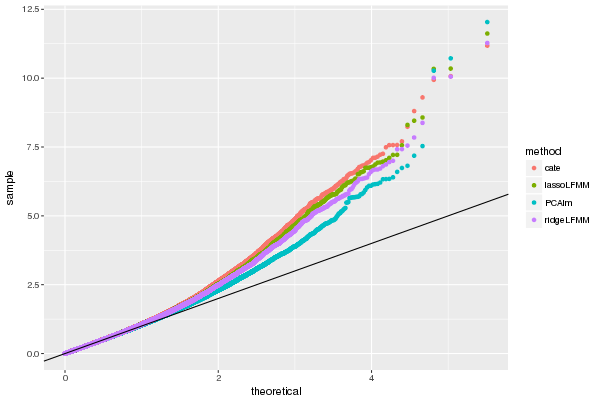 12.5
10.0
7.5
5.0
2.5
0.0
sample
0
2
4
theoretical
method
cate
lassoLFMM
PCAlm
ridgeLFMM